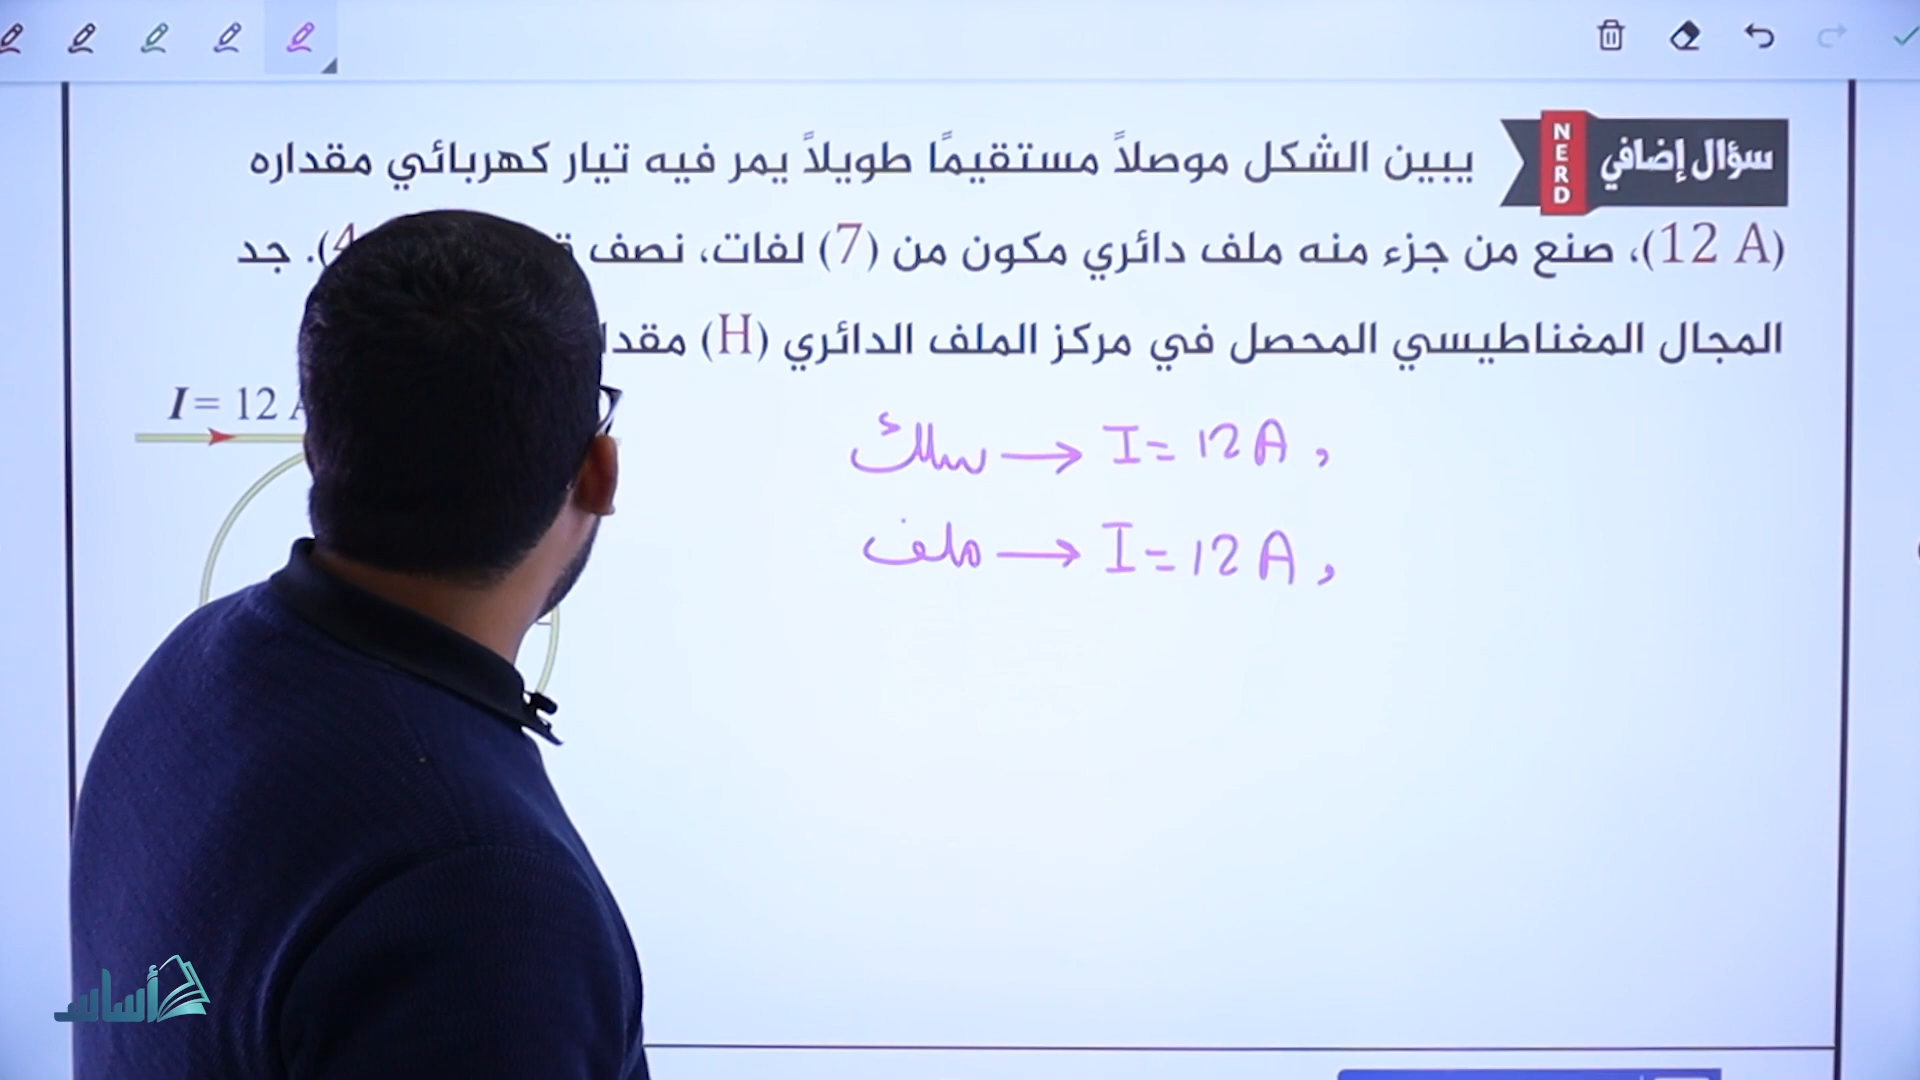 سؤال إضافي
NERD
يبين الشكل موصلاً مستقيمًا طويلاً يمر فيه تيار كهربائي مقداره
(12 A)، صنع من جزء منه ملف دائري مكون من (7) لفات، نصف (4). جد
المجال المغناطيسي المحصل في مركز الملف الدائري (H)
I = 12 A
سلك → I = 12 A ,
ملف → I = 12 A ,
أساس